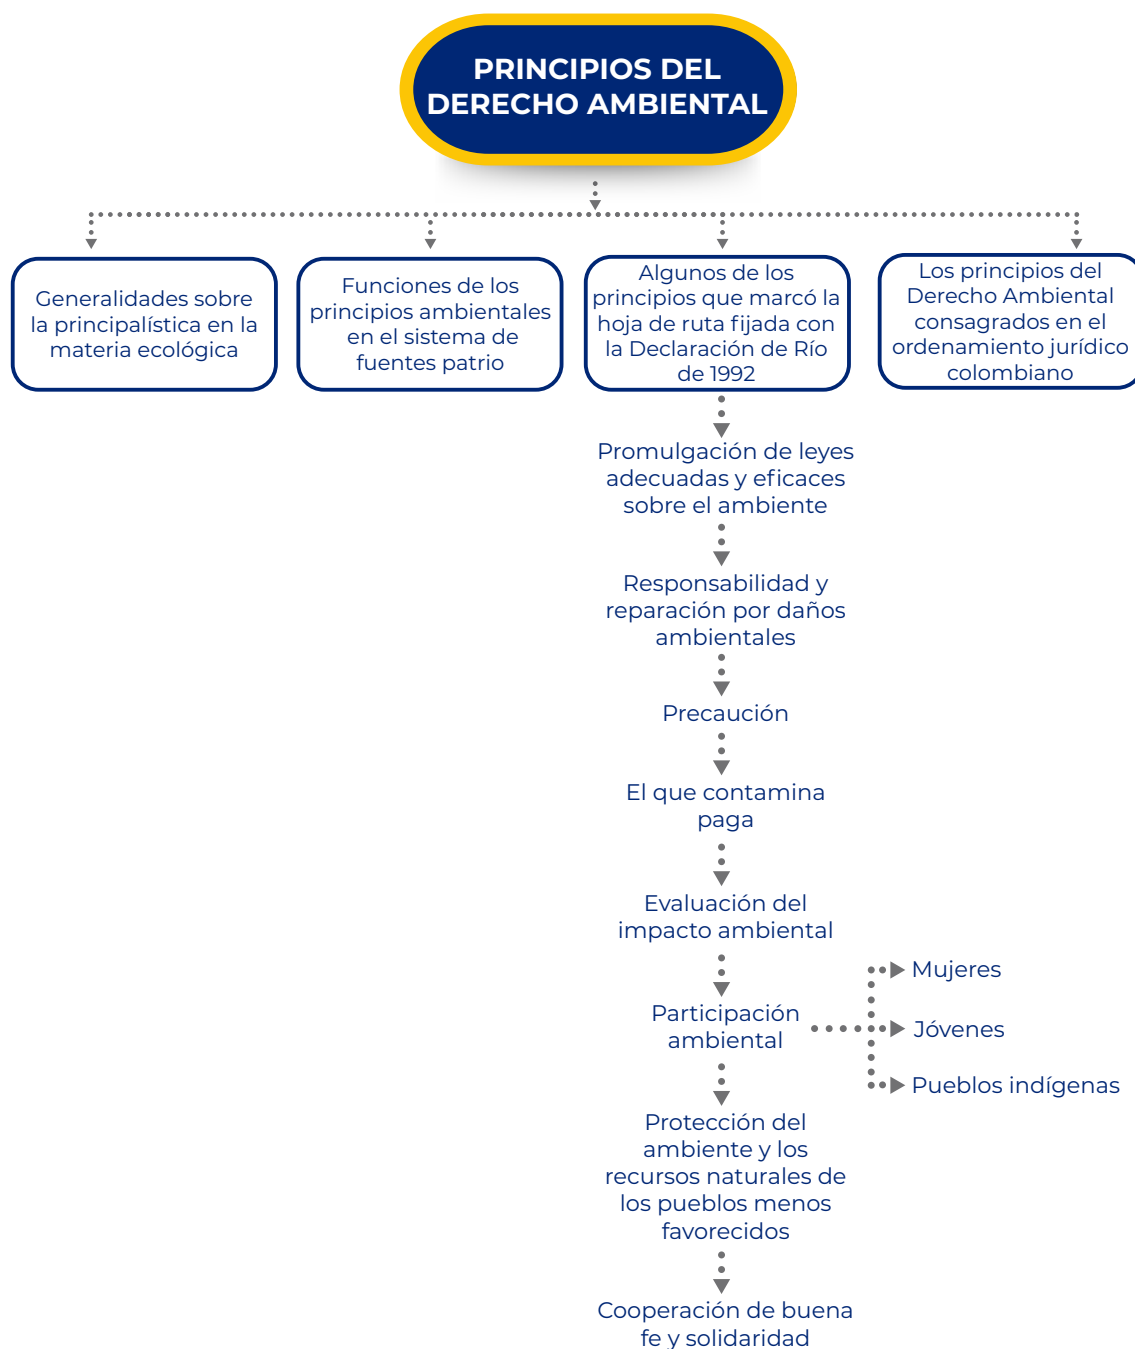 PRINCIPIOS DEL
DERECHO AMBIENTAL
Generalidades sobre
la principalística en la
materia ecológica
Funciones de los
principios ambientales
en el sistema de
fuentes patrio
Algunos de los
principios que marcó la
hoja de ruta fijada con
la Declaración de Río
de 1992
Los principios del
Derecho Ambiental
consagrados en el
ordenamiento jurídico
colombiano
Promulgación de leyes
adecuadas y eficaces
sobre el ambiente
Responsabilidad y
reparación por daños
ambientales
Precaución
El que contamina
paga
Evaluación del
impacto ambiental
Participación
ambiental
Mujeres
Jóvenes
Pueblos indígenas
Protección del
ambiente y los
recursos naturales de
los pueblos menos
favorecidos
Cooperación de buena
fe y solidaridad